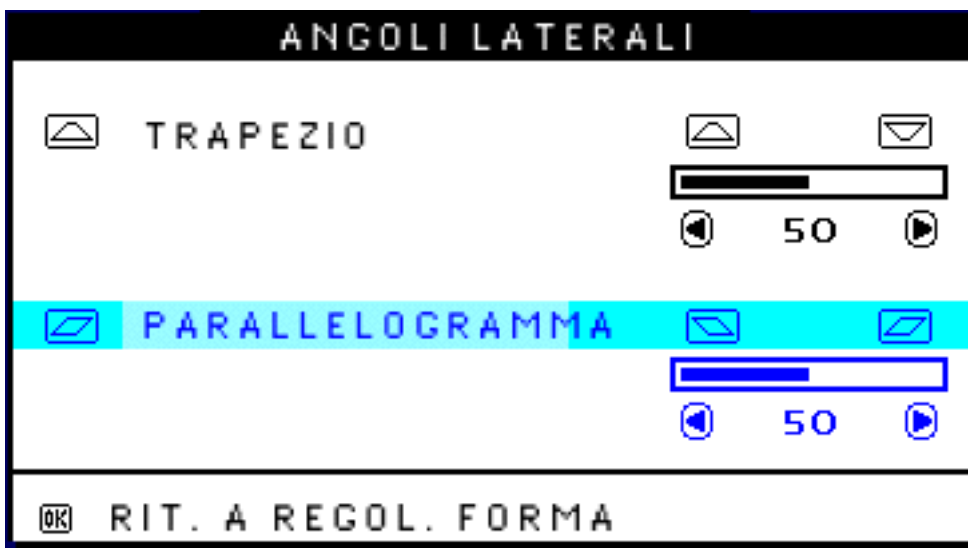 ANGOLI LATERALI
TRAPEZIO
50
PARALLELOGRAMMA
50
OK RIT. A REGOL. FORMA